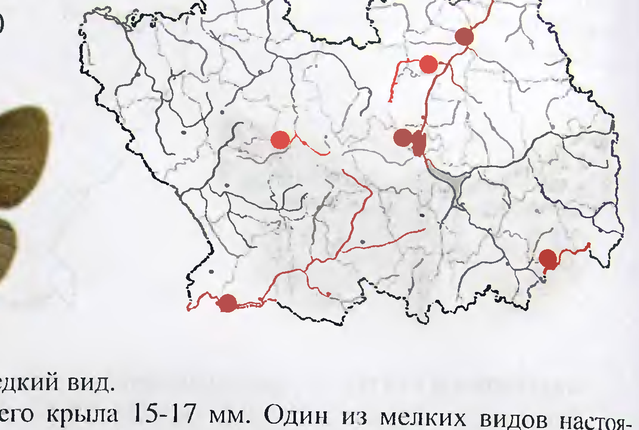 )
едкий вид.
его крыла 15-17 мм. Один из мелких видов настоя-